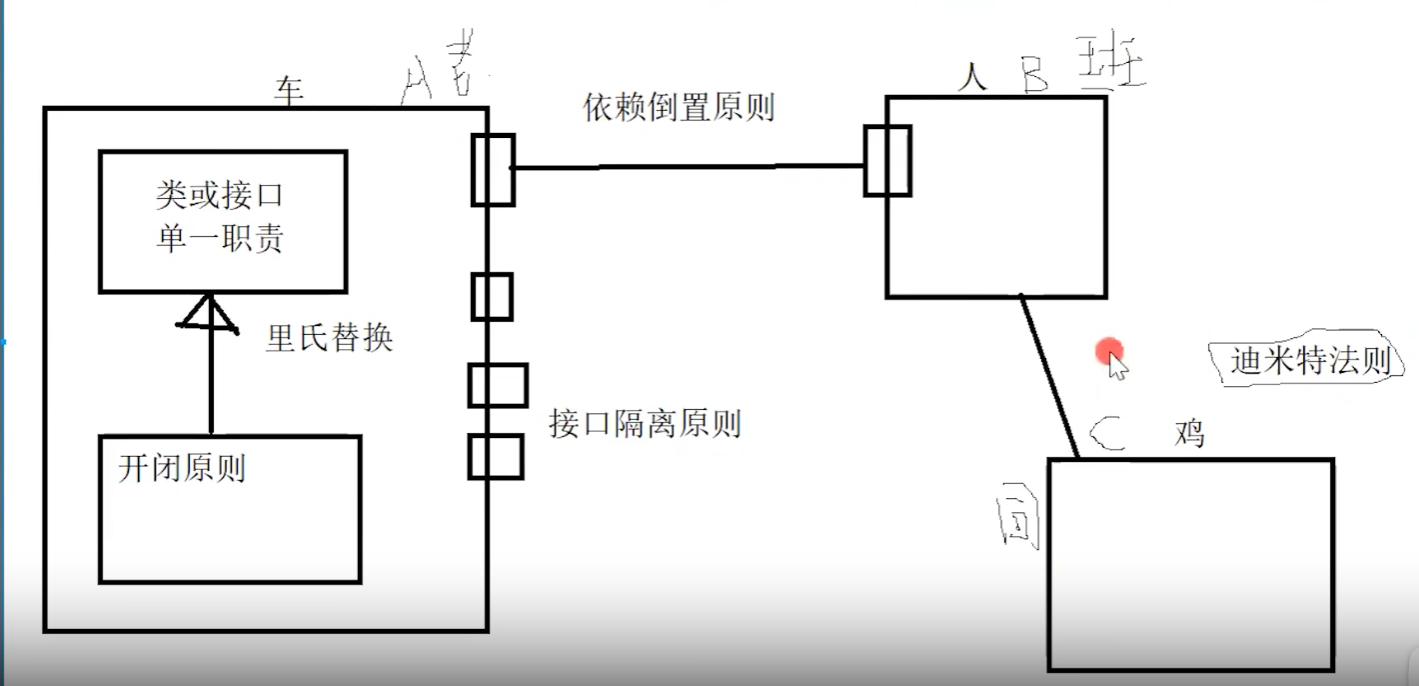 车
A 老
依赖倒置原则
人 B 班
类或接口
单一职责
里氏替换
迪米特法则
接口隔离原则
C 鸡
开闭原则